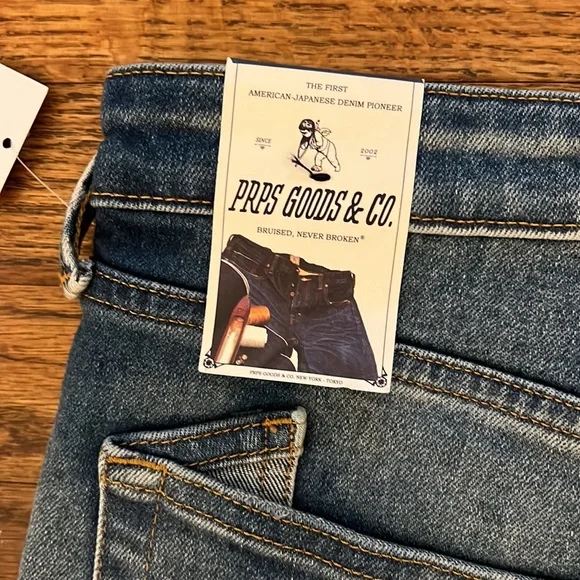 THE FIRST
AMERICAN-JAPANESE DENIM PIONEER
SINCE 2002
PRPS GOODS & CO.
BRUISED, NEVER BROKEN®
PRPS GOODS & CO. NEW YORK - TOKYO